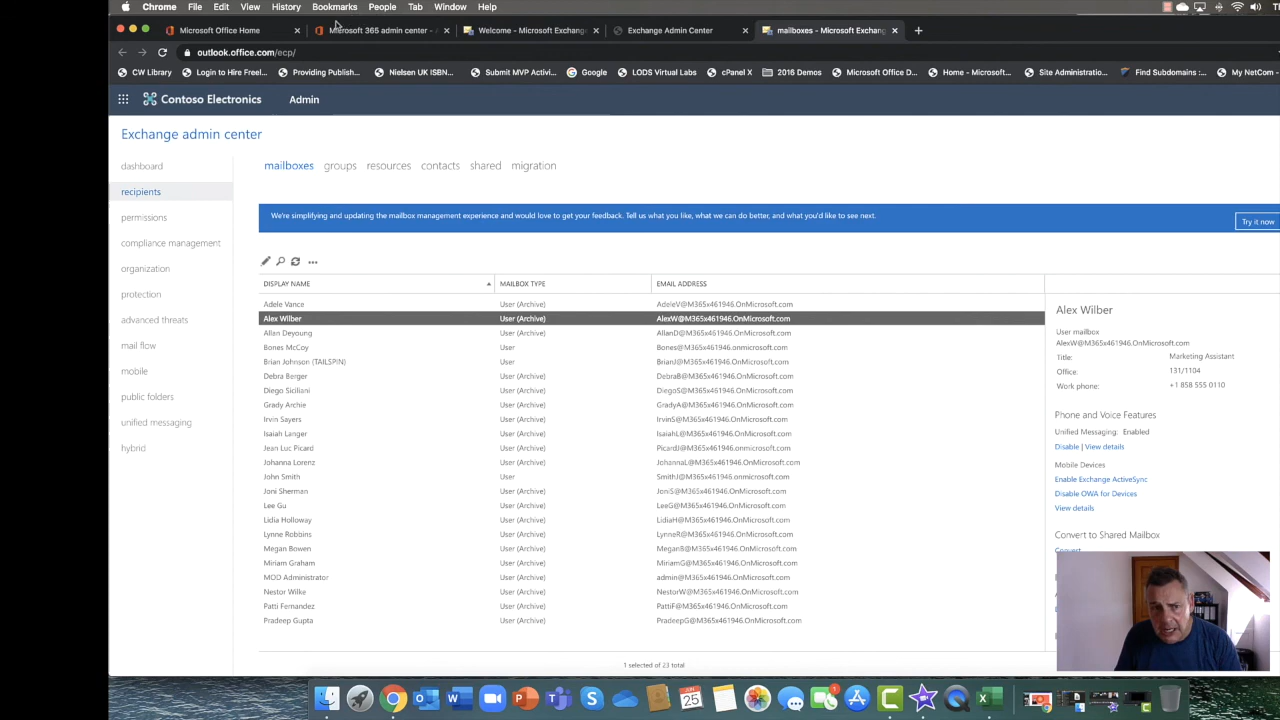 Chrome File Edit View History Bookmarks People Tab Window Help
Microsoft Office Home Microsoft 365 admin center - Welcome - Microsoft Exchang Exchange Admin Center mailboxes - Microsoft Exchang
outlook.office.com/ecp/
CW Library Login to Hire Freel... Providing Publish... Nielsen UK ISBN... Submit MVP Activi... Google LODS Virtual Labs cPanel X 2016 Demos Microsoft Office D... Home - Microsoft... Site Administratio... Find Subdomains :... My NetCom -
Contoso Electronics Admin
Exchange admin center
dashboard
recipients
permissions
compliance management
organization
protection
advanced threats
mail flow
mobile
public folders
unified messaging
hybrid
mailboxes groups resources contacts shared migration
We're simplifying and updating the mailbox management experience and would love to get your feedback. Tell us what you like, what we can do better, and what you'd like to see next.
Try it now
DISPLAY NAME MAILBOX TYPE EMAIL ADDRESS
Adele Vance User (Archive) AdeleV@M365x461946.OnMicrosoft.com
Alex Wilber User (Archive) AlexW@M365x461946.OnMicrosoft.com
Allan Deyoung User (Archive) AllanD@M365x461946.OnMicrosoft.com
Bones McCoy User Bones@M365x461946.onmicrosoft.com
Brian Johnson (TAILSPIN) User BrianJ@M365x461946.OnMicrosoft.com
Debra Berger User (Archive) DebraB@M365x461946.OnMicrosoft.com
Diego Siciliani User (Archive) DiegoS@M365x461946.OnMicrosoft.com
Grady Archie User (Archive) GradyA@M365x461946.OnMicrosoft.com
Irvin Sayers User (Archive) IrvinS@M365x461946.OnMicrosoft.com
Isaiah Langer User (Archive) IsaiahL@M365x461946.OnMicrosoft.com
Jean Luc Picard User (Archive) PicardJ@M365x461946.onmicrosoft.com
Johanna Lorenz User (Archive) JohannaL@M365x461946.OnMicrosoft.com
John Smith User SmithJ@M365x461946.onmicrosoft.com
Joni Sherman User (Archive) JoniS@M365x461946.OnMicrosoft.com
Lee Gu User (Archive) LeeG@M365x461946.OnMicrosoft.com
Lidia Holloway User (Archive) LidiaH@M365x461946.OnMicrosoft.com
Lynne Robbins User (Archive) LynneR@M365x461946.OnMicrosoft.com
Megan Bowen User (Archive) MeganB@M365x461946.OnMicrosoft.com
Miriam Graham User (Archive) MiriamG@M365x461946.OnMicrosoft.com
MOD Administrator User (Archive) admin@M365x461946.OnMicrosoft.com
Nestor Wilke User (Archive) NestorW@M365x461946.OnMicrosoft.com
Patti Fernandez User (Archive) PattiF@M365x461946.OnMicrosoft.com
Pradeep Gupta User (Archive) PradeepG@M365x461946.OnMicrosoft.com
1 selected of 23 total
Alex Wilber
User mailbox
AlexW@M365x461946.OnMicrosoft.com
Title: Marketing Assistant
Office: 131/1104
Work phone: +1 858 555 0110
Phone and Voice Features
Unified Messaging: Enabled
Disable | View details
Mobile Devices
Enable Exchange ActiveSync
Disable OWA for Devices
View details
Convert to Shared Mailbox
Convert
JUN
25
1